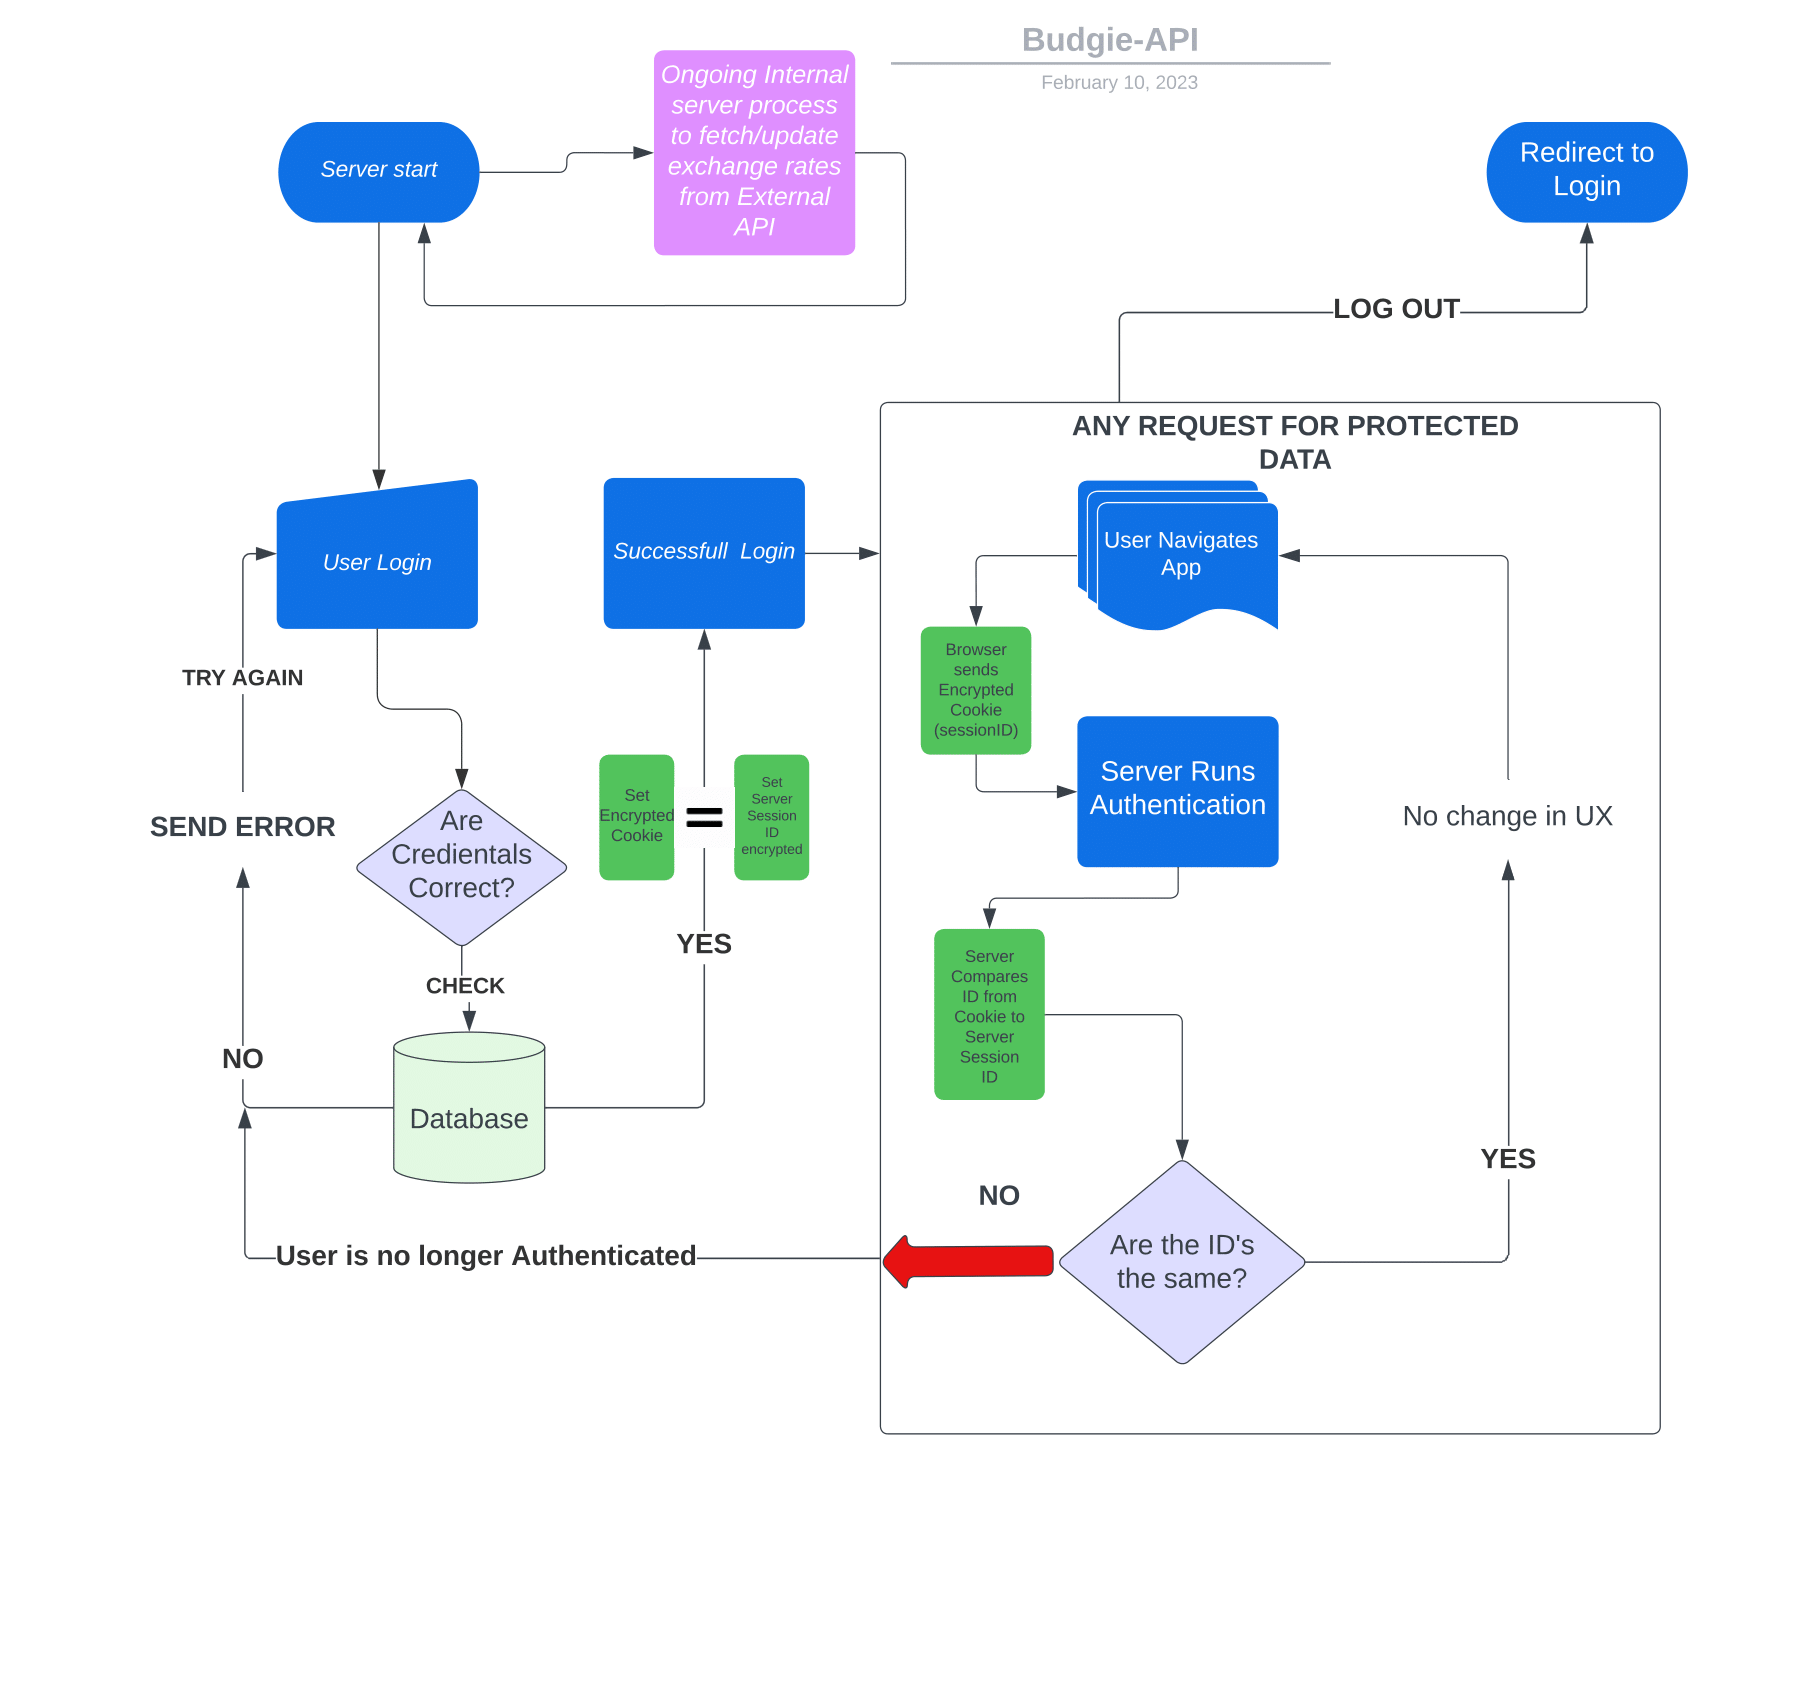 Budgie-API
February 10, 2023
Ongoing Internal
server process
to fetch/update
exchange rates
from External
API
Server start
Redirect to
Login
LOG OUT
ANY REQUEST FOR PROTECTED
DATA
User Login
Successfull Login
User Navigates
App
TRY AGAIN
Browser
sends
Encrypted
Cookie
(sessionID)
SEND ERROR
Are
Credientals
Correct?
Set
Encrypted
Cookie
=
Set
Server
Session
ID
encrypted
Server Runs
Authentication
No change in UX
YES
CHECK
Server
Compares
ID from
Cookie to
Server
Session
ID
NO
Database
YES
NO
User is no longer Authenticated
Are the ID's
the same?